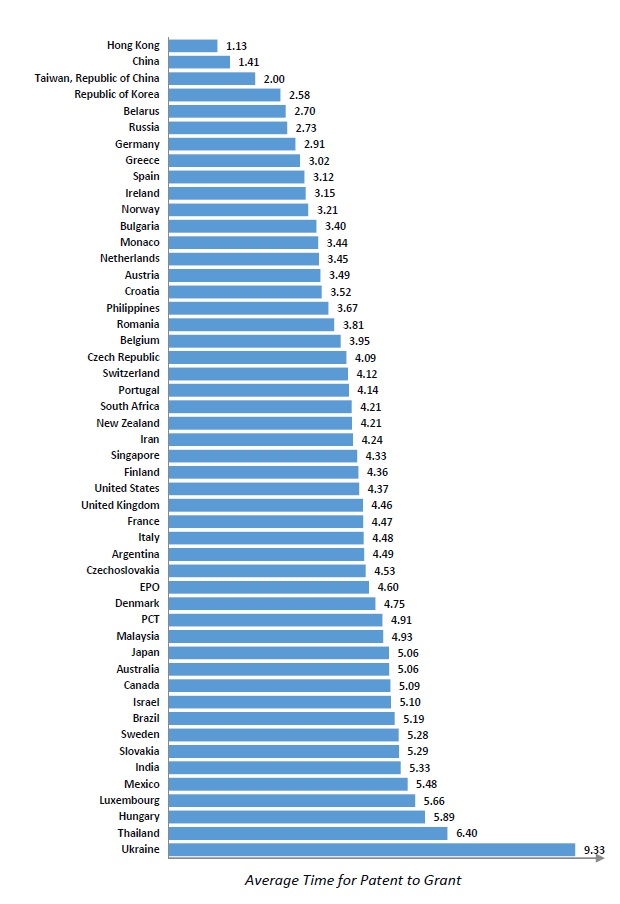 Hong Kong 1.13
China 1.41
Taiwan, Republic of China 2.00
Republic of Korea 2.58
Belarus 2.70
Russia 2.73
Germany 2.91
Greece 3.02
Spain 3.12
Ireland 3.15
Norway 3.21
Bulgaria 3.40
Monaco 3.44
Netherlands 3.45
Austria 3.49
Croatia 3.52
Philippines 3.67
Romania 3.81
Belgium 3.95
Czech Republic 4.09
Switzerland 4.12
Portugal 4.14
South Africa 4.21
New Zealand 4.21
Iran 4.24
Singapore 4.33
Finland 4.36
United States 4.37
United Kingdom 4.46
France 4.47
Italy 4.48
Argentina 4.49
Czechoslovakia 4.53
EPO 4.60
Denmark 4.75
PCT 4.91
Malaysia 4.93
Japan 5.06
Australia 5.06
Canada 5.09
Israel 5.10
Brazil 5.19
Sweden 5.28
Slovakia 5.29
India 5.33
Mexico 5.48
Luxembourg 5.66
Hungary 5.89
Thailand 6.40
Ukraine 9.33
Average Time for Patent to Grant